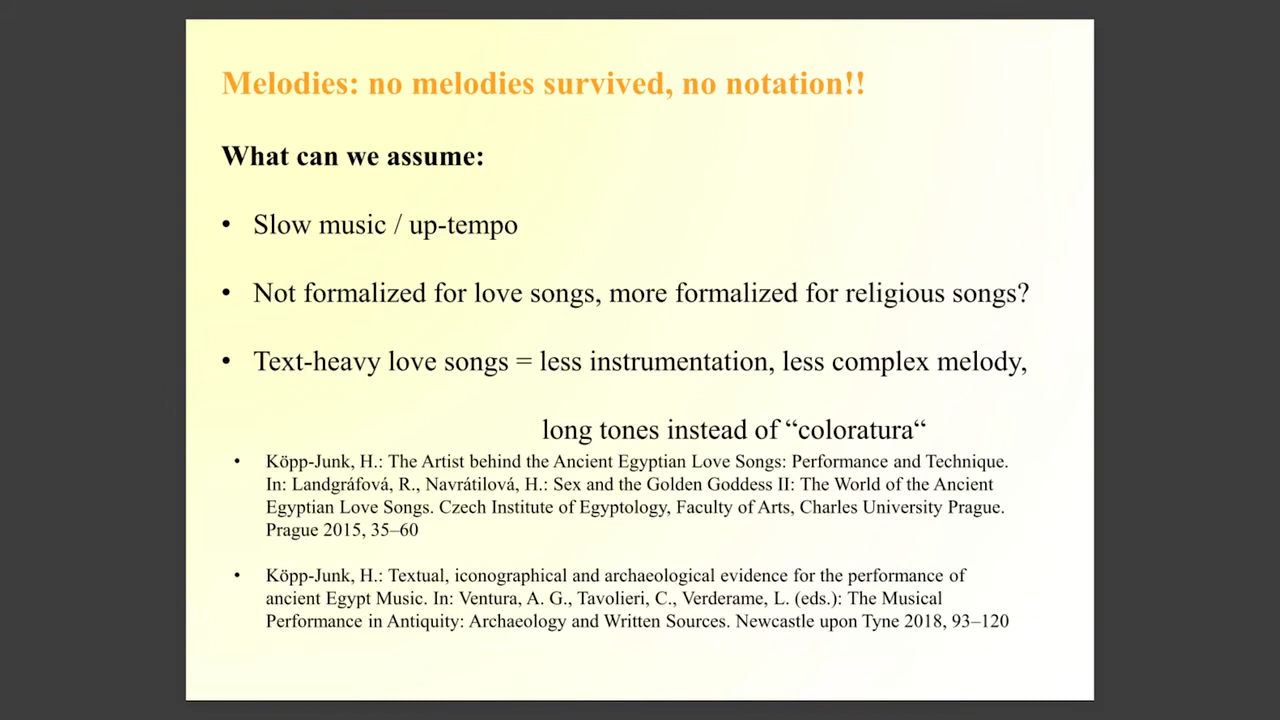 Melodies: no melodies survived, no notation!!
What can we assume:
• Slow music / up-tempo
• Not formalized for love songs, more formalized for religious songs?
• Text-heavy love songs = less instrumentation, less complex melody,
long tones instead of “coloratura“
• Köpp-Junk, H.: The Artist behind the Ancient Egyptian Love Songs: Performance and Technique.
In: Landgráfová, R., Navrátilová, H.: Sex and the Golden Goddess II: The World of the Ancient
Egyptian Love Songs. Czech Institute of Egyptology, Faculty of Arts, Charles University Prague.
Prague 2015, 35–60
• Köpp-Junk, H.: Textual, iconographical and archaeological evidence for the performance of
ancient Egypt Music. In: Ventura, A. G., Tavolieri, C., Verderame, L. (eds.): The Musical
Performance in Antiquity: Archaeology and Written Sources. Newcastle upon Tyne 2018, 93–120